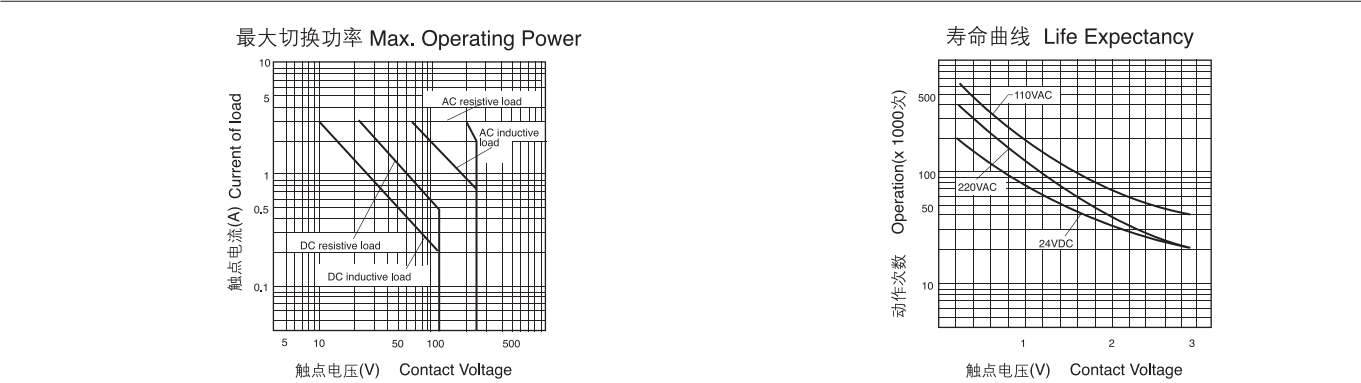 最大切换功率 Max. Operating Power
10
5
1
0.5
0.1
触点电流(A) Current of load
AC resistive load
AC inductive
load
DC resistive load
DC inductive load
5 10 50 100 500
触点电压(V) Contact Voltage
寿命曲线 Life Expectancy
500
100
50
10
动作次数 Operation(x 1000次)
110VAC
220VAC
24VDC
1 2 3
触点电压(V) Contact Voltage